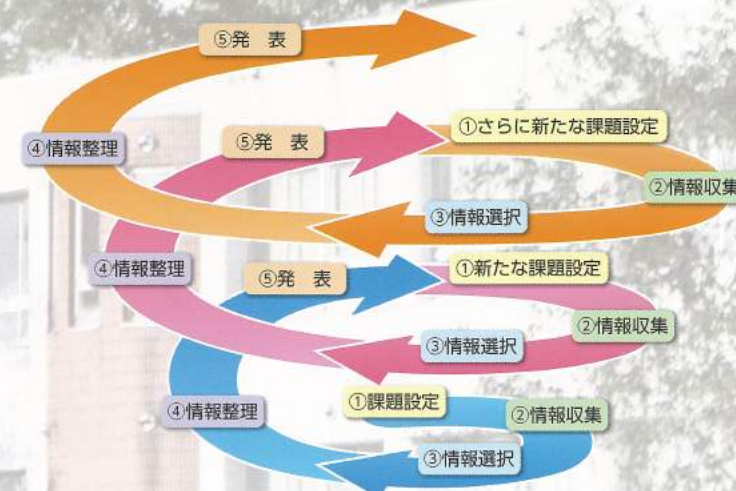 ⑤発 表
①さらに新たな課題設定
⑤発 表
④情報整理
②情報収集
③情報選択
①新たな課題設定
④情報整理
⑤発 表
②情報収集
③情報選択
①課題設定
④情報整理
②情報収集
③情報選択